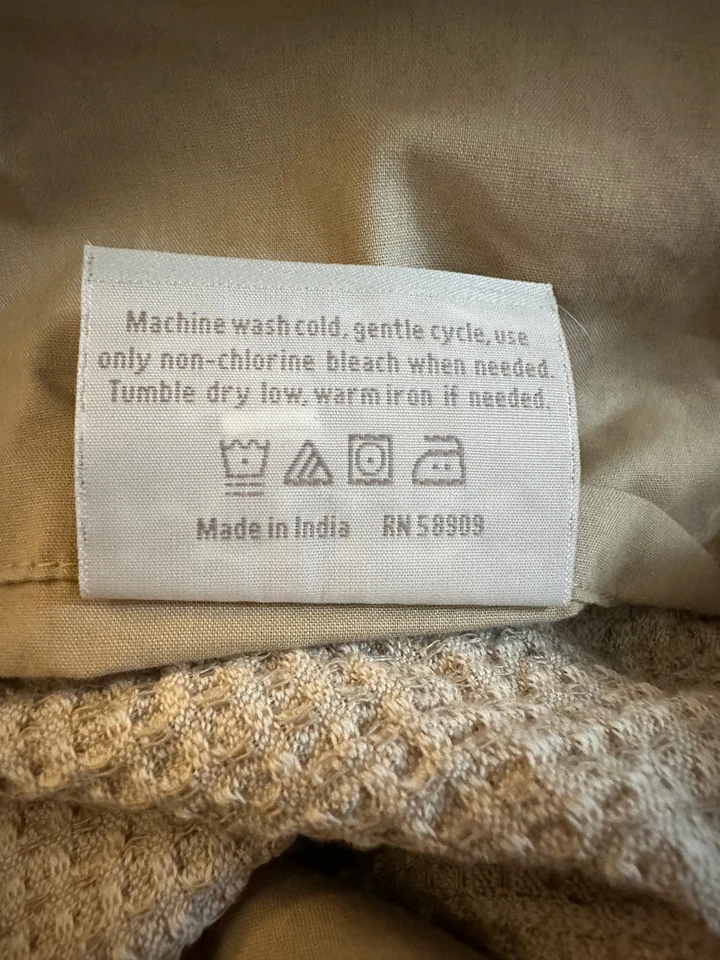 Machine wash cold, gentle cycle, use
only non-chlorine bleach when needed.
Tumble dry low, warm iron if needed.
Made in India RN 58909